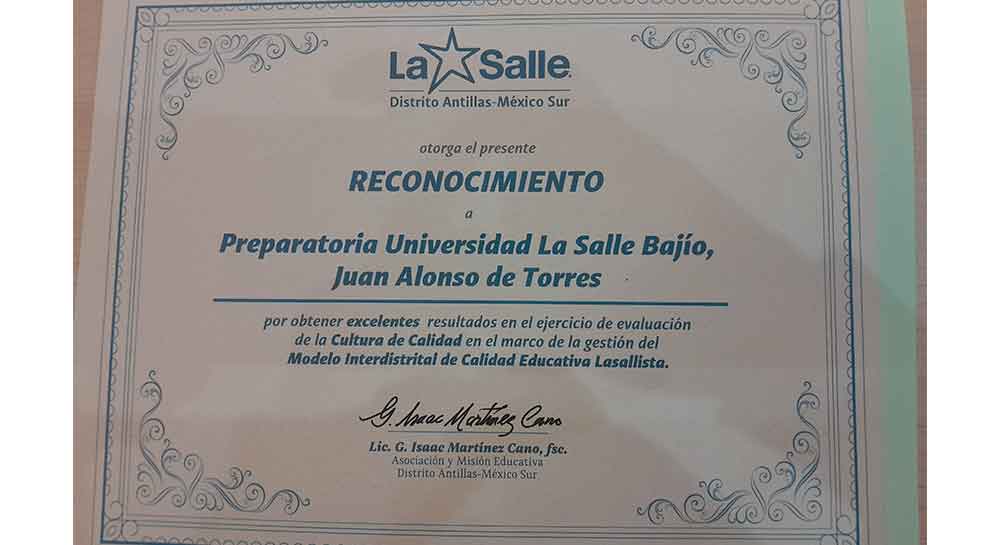 La Salle
Distrito Antillas-México Sur
otorga el presente
RECONOCIMIENTO
a
Preparatoria Universidad La Salle Bajío,
Juan Alonso de Torres
por obtener excelentes resultados en el ejercicio de evaluación
de la Cultura de Calidad en el marco de la gestión del
Modelo Interdistrital de Calidad Educativa Lasallista.
G. Isaac Martínez Cano
Lic. G. Isaac Martínez Cano, fsc.
Asociación y Misión Educativa
Distrito Antillas-México Sur